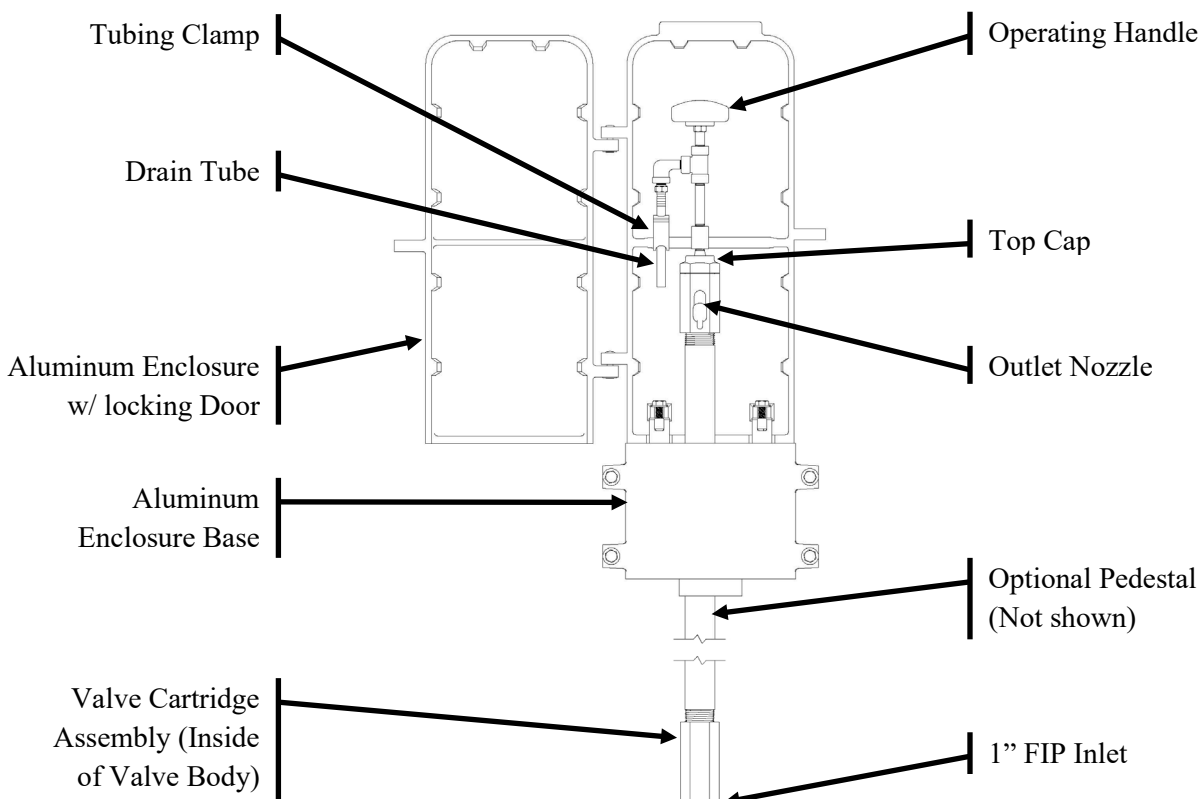 Tubing Clamp
Operating Handle
Drain Tube
Top Cap
Aluminum Enclosure
w/ locking Door
Outlet Nozzle
Aluminum
Enclosure Base
Optional Pedestal
(Not shown)
Valve Cartridge
Assembly (Inside
of Valve Body)
1” FIP Inlet